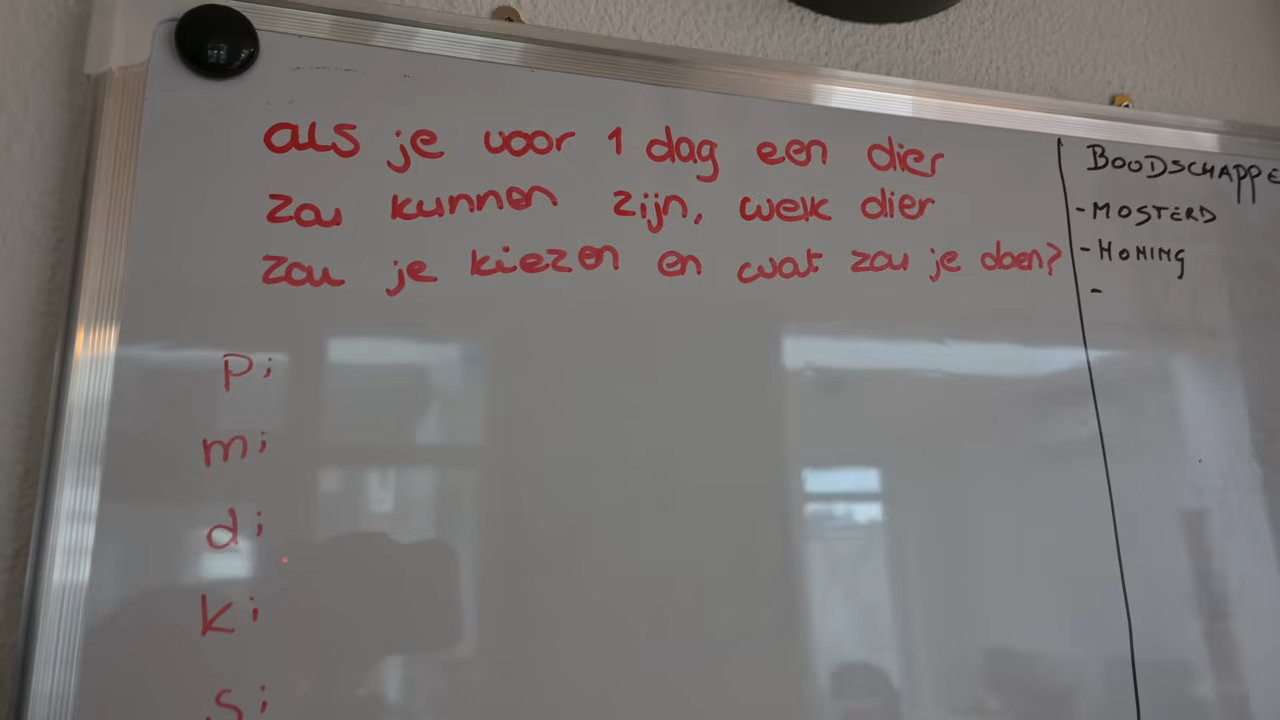 als je voor 1 dag een dier
zou kunnen zijn, welk dier
zou je kiezen en wat zou je doen?
p;
m;
d;
k;
s;
BOODSCHAPPE
-MOSTERD
-HONING
-